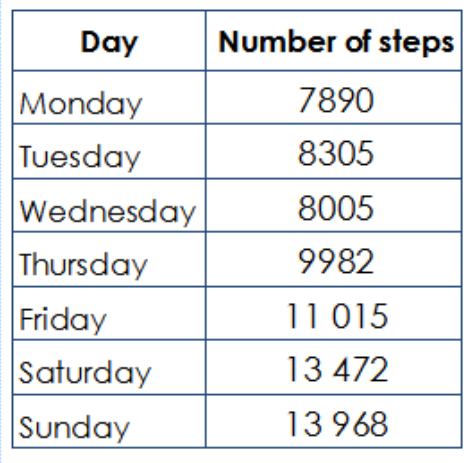 Day Number of steps
Monday 7890
Tuesday 8305
Wednesday 8005
Thursday 9982
Friday 11 015
Saturday 13 472
Sunday 13 968